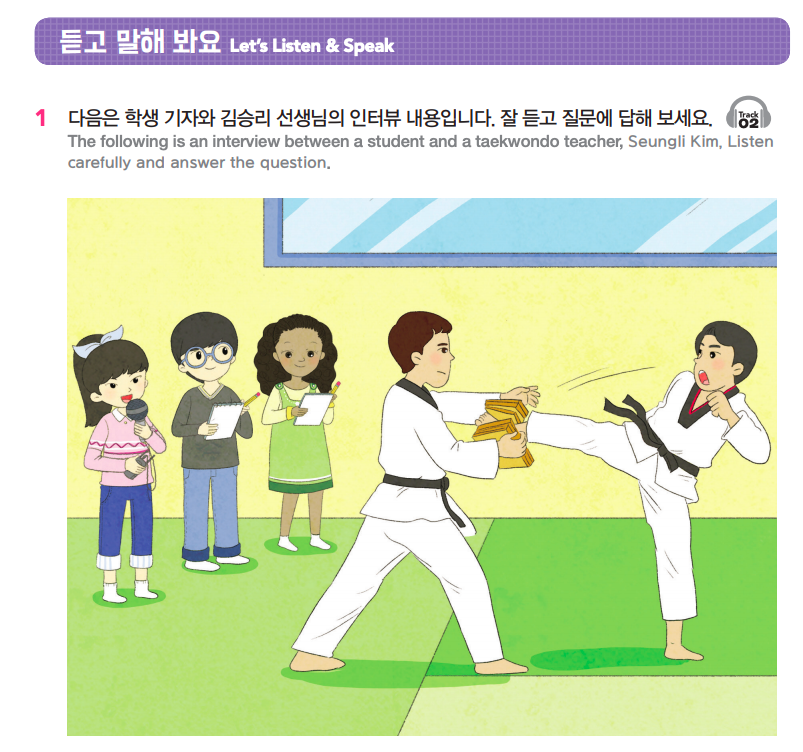 듣고 말해 봐요 Let's Listen & Speak
1 다음은 학생 기자와 김승리 선생님의 인터뷰 내용입니다. 잘 듣고 질문에 답해 보세요. Track 02
The following is an interview between a student and a taekwondo teacher, Seungli Kim, Listen
carefully and answer the question.